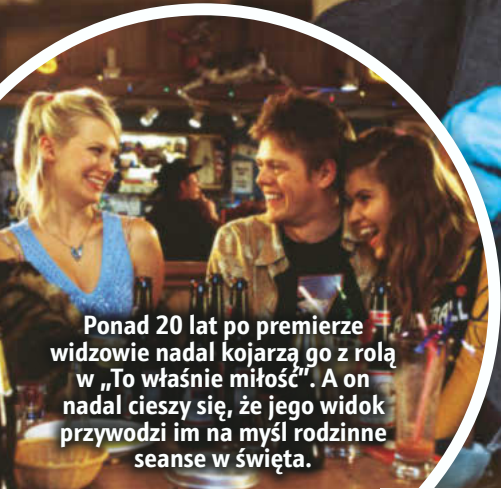 Ponad 20 lat po premierze
widzowie nadal kojarzą go z rolą
w „To właśnie miłość”. A on
nadal cieszy się, że jego widok
przywodzi im na myśl rodzinne
seanse w święta.